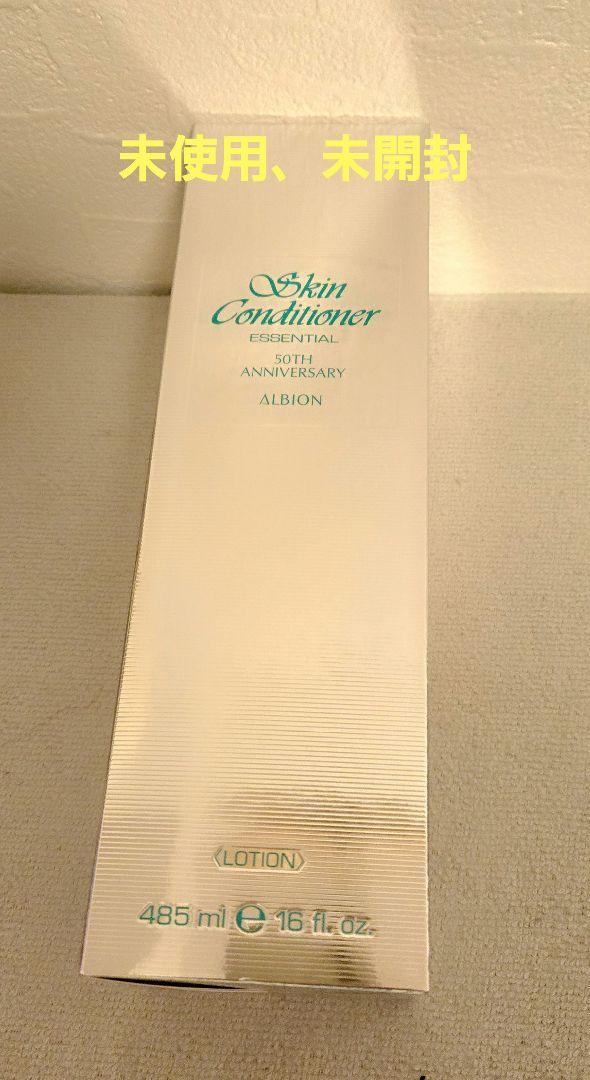 未使用、未開封
Skin
Conditioner
ESSENTIAL
50TH
ANNIVERSARY
ALBION
〈LOTION〉
485 ml ℮ 16 fl. oz.